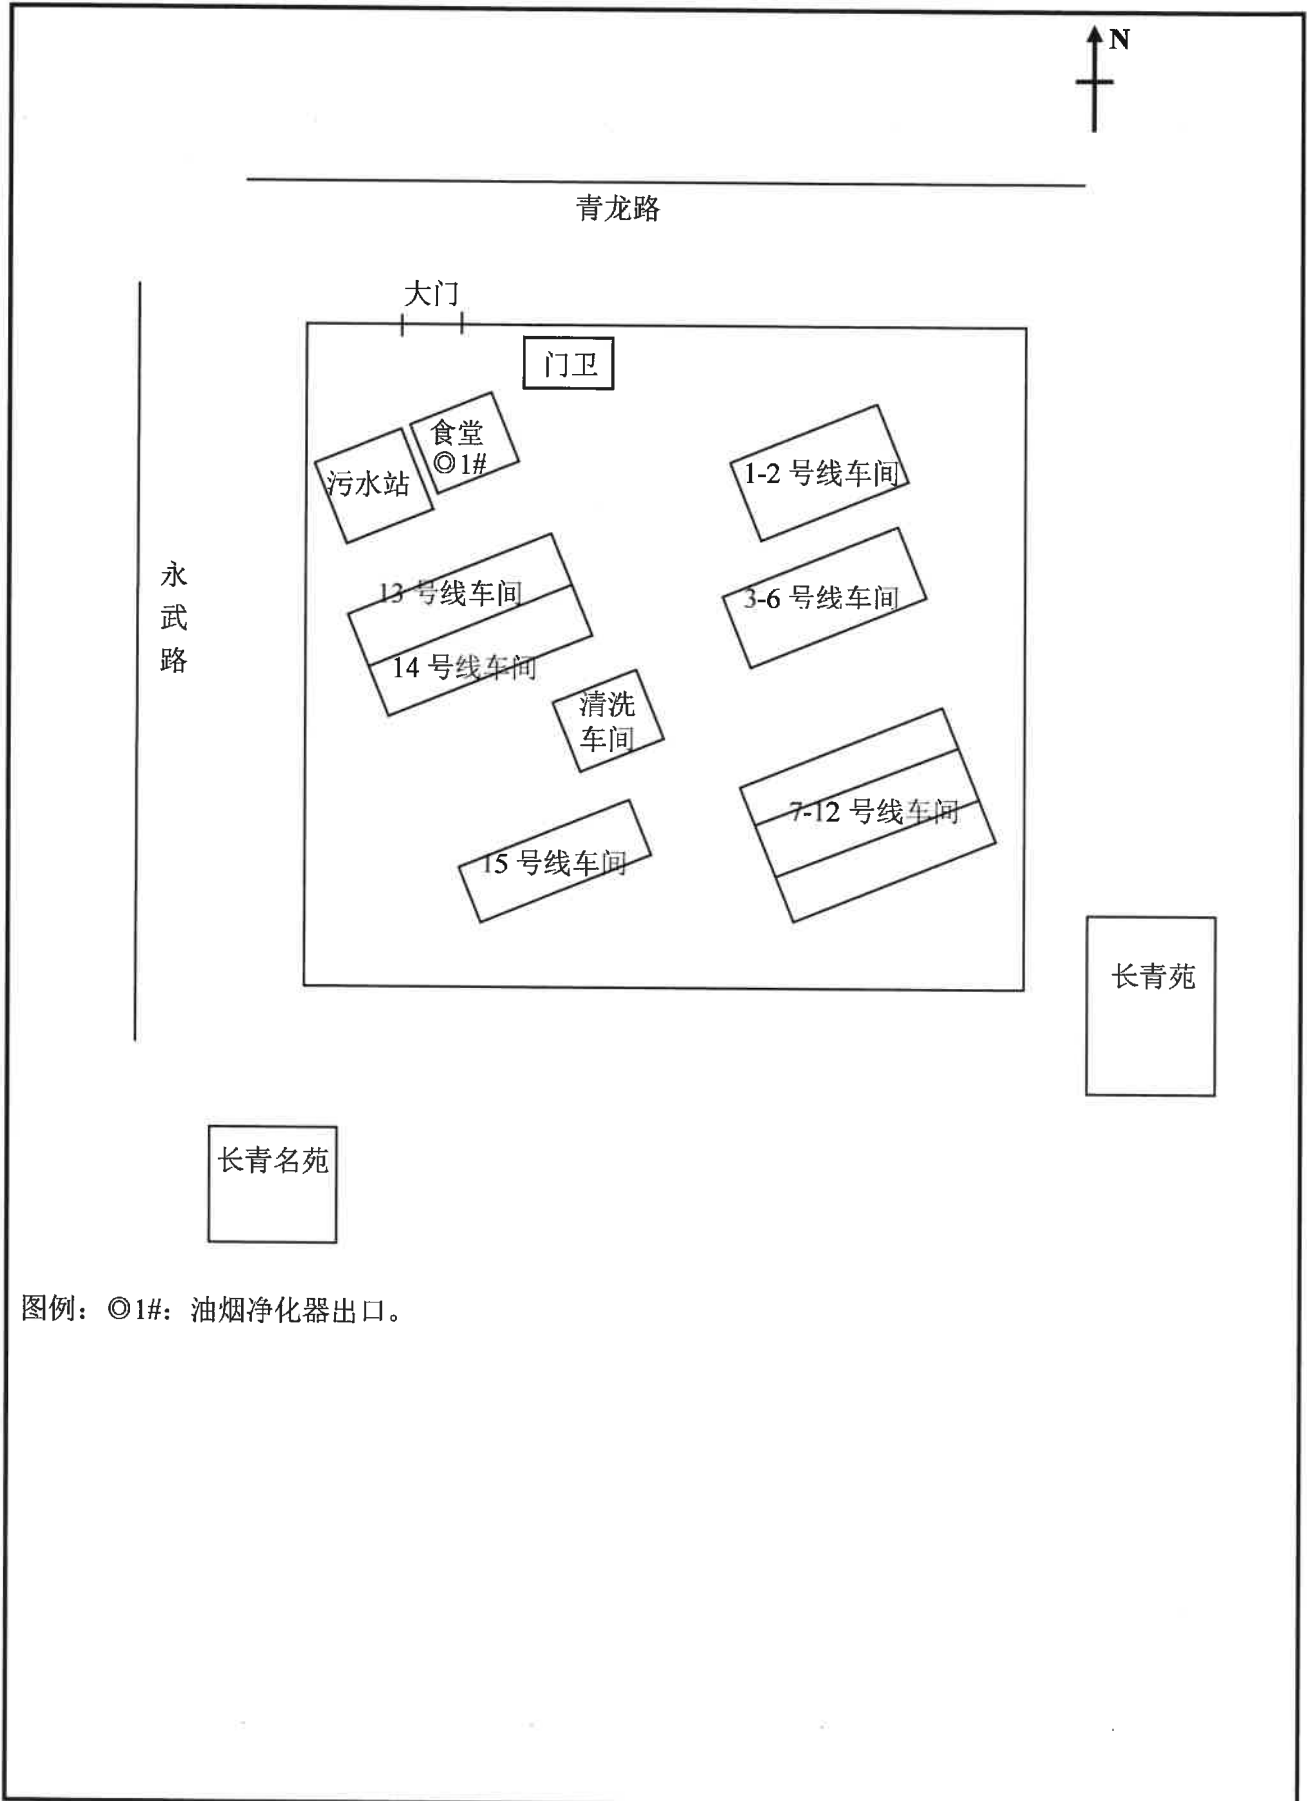 N
青龙路
大门
门卫
食堂
◎1#
污水站
1-2 号线车间
永武路
13 号线车间
3-6 号线车间
14 号线车间
清洗
车间
7-12 号线车间
15 号线车间
长青苑
长青名苑
图例：◎1#：油烟净化器出口。